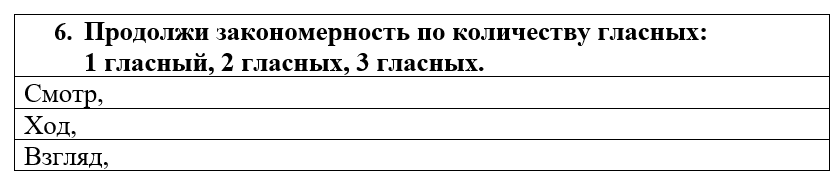 6. Продолжи закономерность по количеству гласных:
1 гласный, 2 гласных, 3 гласных.
Смотр,
Ход,
Взгляд,